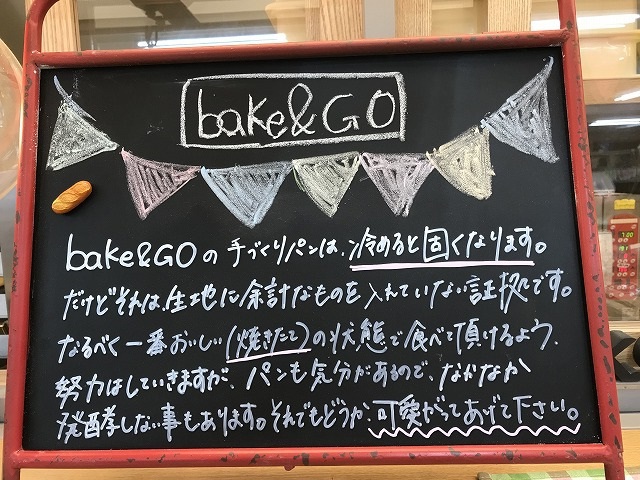 bake&GO
bake&GOの手づくりパンは、冷めると固くなります。
だけどそれは生地に余計なものを入れていない証拠です。
なるべく一番おいしい(焼きたて)の状態で食べて頂けるよう、
努力はしていきますが、パンも気分があるので、なかなか
発酵しない事もあります。それでもどうか、可愛がってあげて下さい。